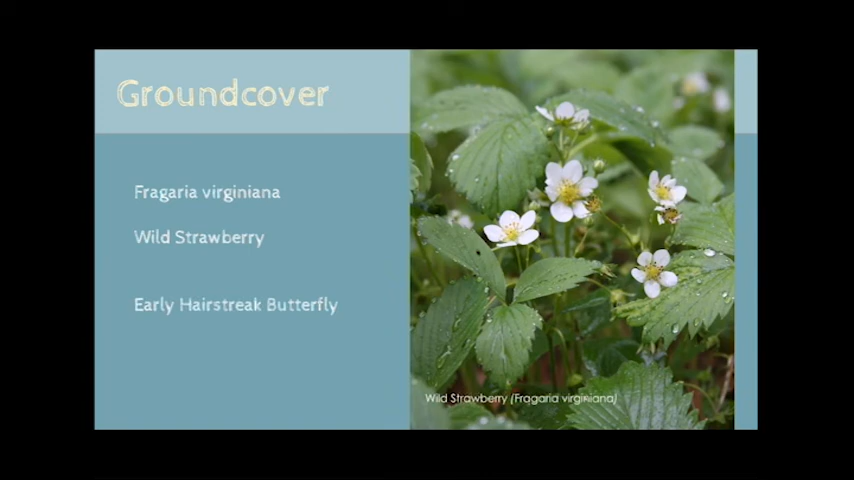 Groundcover
Fragaria virginiana
Wild Strawberry
Early Hairstreak Butterfly
Wild Strawberry (Fragaria virginiana)